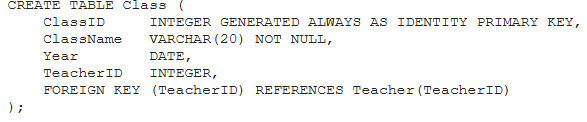 CREATE TABLE Class (
    ClassID     INTEGER GENERATED ALWAYS AS IDENTITY PRIMARY KEY,
    ClassName   VARCHAR(20) NOT NULL,
    Year        DATE,
    TeacherID   INTEGER,
    FOREIGN KEY (TeacherID) REFERENCES Teacher(TeacherID)
);